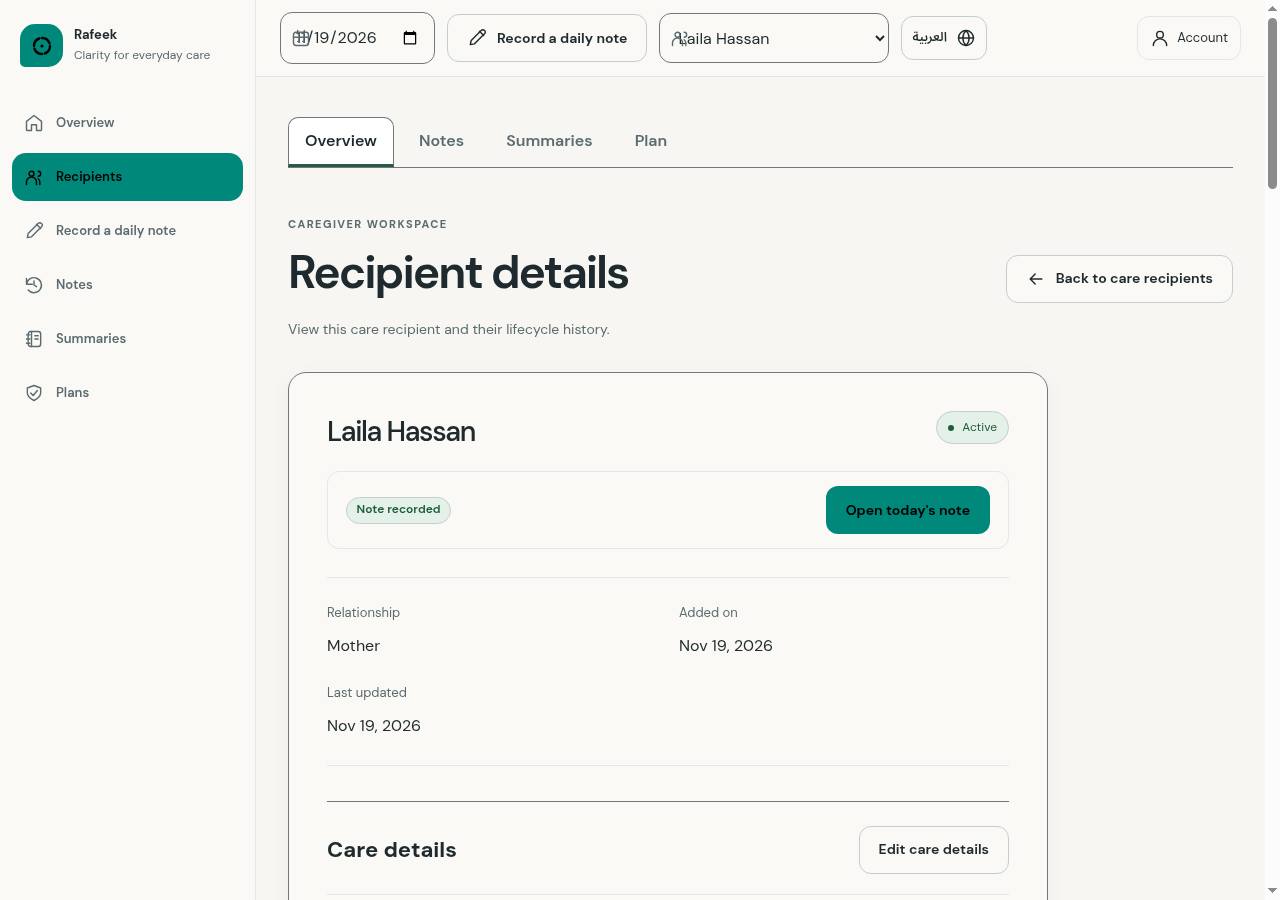 Rafeek
Clarity for everyday care
Overview
Recipients
Record a daily note
Notes
Summaries
Plans
/19/2026
Record a daily note
Laila Hassan
العربية
Account
Overview
Notes
Summaries
Plan
CAREGIVER WORKSPACE
Recipient details
Back to care recipients
View this care recipient and their lifecycle history.
Laila Hassan
Active
Note recorded
Open today's note
Relationship
Added on
Mother
Nov 19, 2026
Last updated
Nov 19, 2026
Care details
Edit care details